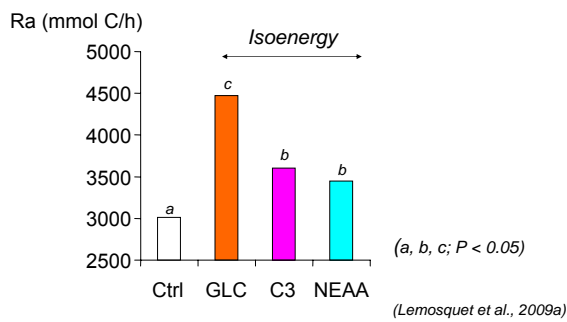 Ra (mmol C/h)
Isoenergy
5000
4500
4000
3500
3000
2500
a
c
b
b
Ctrl GLC C3 NEAA
(a, b, c; P < 0.05)
(Lemosquet et al., 2009a)